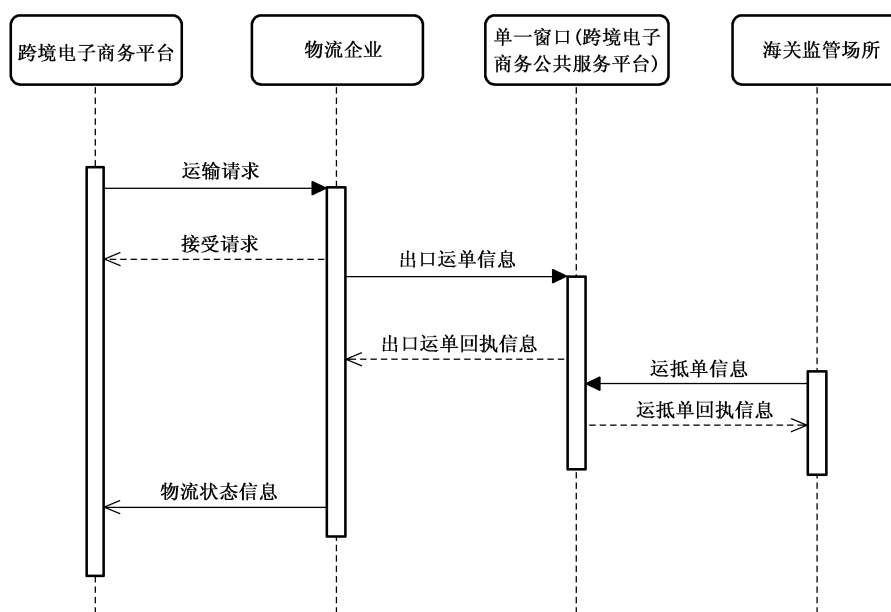 跨境电子商务平台
物流企业
单一窗口(跨境电子
商务公共服务平台)
海关监管场所
运输请求
接受请求
出口运单信息
出口运单回执信息
运抵单信息
运抵单回执信息
物流状态信息